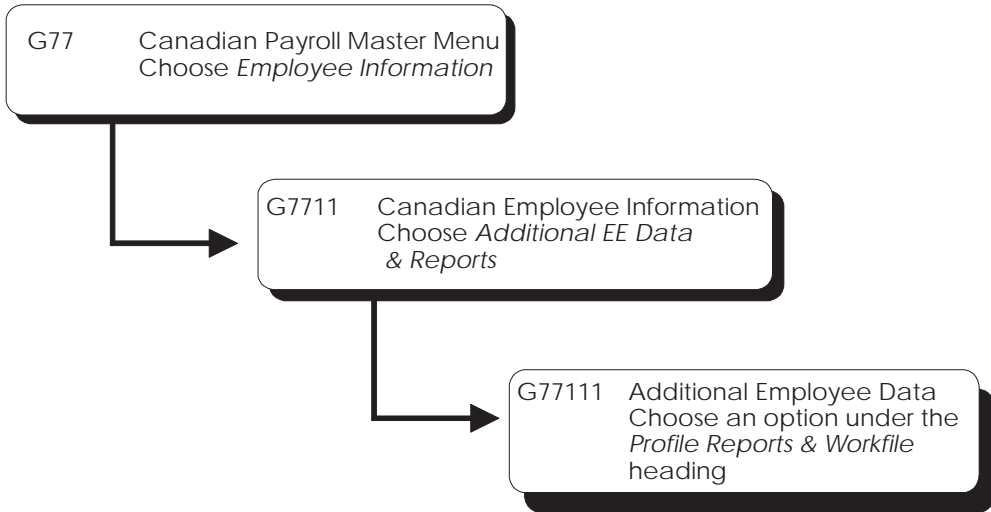 G77 Canadian Payroll Master Menu
Choose Employee Information
G7711 Canadian Employee Information
Choose Additional EE Data
& Reports
G77111 Additional Employee Data
Choose an option under the
Profile Reports & Workfile
heading